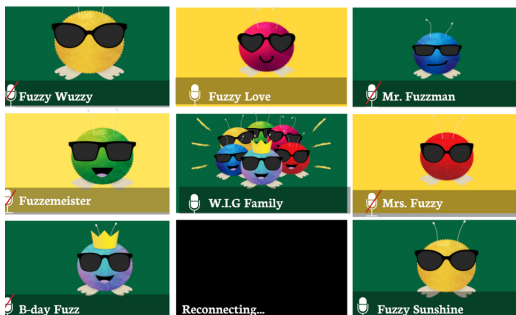 Fuzzy Wuzzy
Fuzzy Love
Mr. Fuzzman
Fuzzemeister
W.I.G Family
Mrs. Fuzzy
B-day Fuzz
Reconnecting...
Fuzzy Sunshine